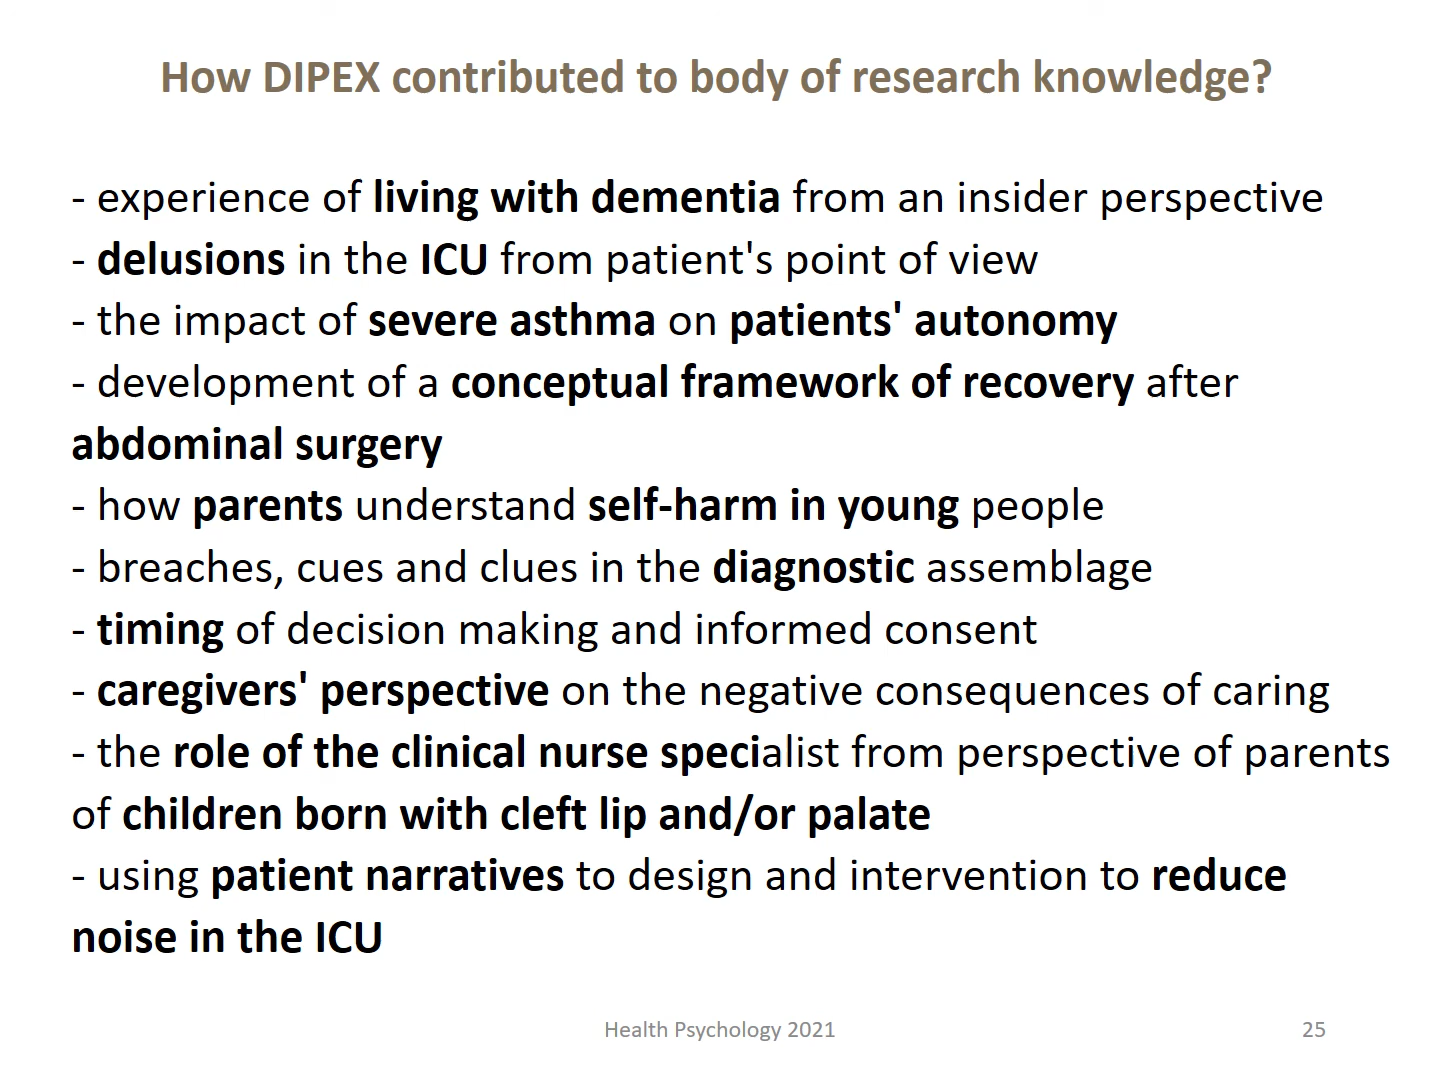 How DIPEX contributed to body of research knowledge?
- experience of living with dementia from an insider perspective
- delusions in the ICU from patient's point of view
- the impact of severe asthma on patients' autonomy
- development of a conceptual framework of recovery after
abdominal surgery
- how parents understand self-harm in young people
- breaches, cues and clues in the diagnostic assemblage
- timing of decision making and informed consent
- caregivers' perspective on the negative consequences of caring
- the role of the clinical nurse specialist from perspective of parents
of children born with cleft lip and/or palate
- using patient narratives to design and intervention to reduce
noise in the ICU
Health Psychology 2021
25